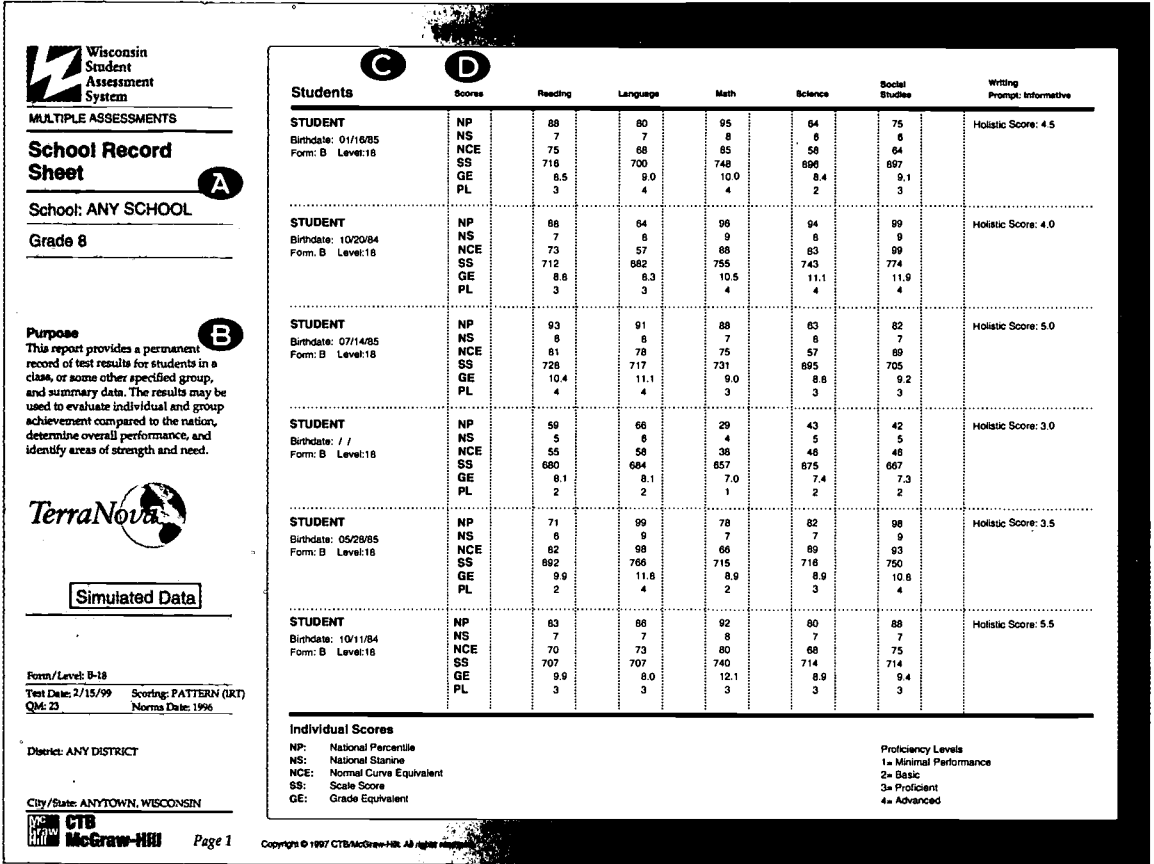 Wisconsin
Student
Assessment
System
MULTIPLE ASSESSMENTS
School Record
Sheet
A
School: ANY SCHOOL
Grade 8
Purpose
B
This report provides a permanent
record of test results for students in a
class, or some other specified group,
and summary data. The results may be
used to evaluate individual and group
achievement compared to the nation,
determine overall performance, and
identify areas of strength and need.
TerraNova
Simulated Data
Form/Level: B-18
Test Date: 2/15/99 Scoring: PATTERN (IRT)
QM: 23 Norms Date: 1996
District: ANY DISTRICT
City/State: ANYTOWN, WISCONSIN
Mc Graw Hill
CTB
McGraw-Hill Page 1
C D
Students Scores Reading Language Math Science Social Studies Writing Prompt: Informative
STUDENT NP 88 80 95 64 75 Holistic Score: 4.5
Birthdate: 01/16/85 NS 7 7 8 6 6
Form: B Level:18 NCE 75 68 85 58 64
SS 716 700 748 696 697
GE 8.5 9.0 10.0 8.4 9.1
PL 3 4 4 2 3
STUDENT NP 86 64 96 94 99 Holistic Score: 4.0
Birthdate: 10/20/84 NS 7 6 9 8 9
Form. B Level:18 NCE 73 57 88 83 99
SS 712 682 755 743 774
GE 8.8 8.3 10.5 11.1 11.9
PL 3 3 4 4 4
STUDENT NP 93 91 88 63 82 Holistic Score: 5.0
Birthdate: 07/14/85 NS 8 8 7 6 7
Form: B Level:18 NCE 81 78 75 57 69
SS 726 717 731 695 705
GE 10.4 11.1 9.0 8.8 9.2
PL 4 4 3 3 3
STUDENT NP 59 66 29 43 42 Holistic Score: 3.0
Birthdate: / / NS 5 6 4 5 5
Form: B Level:18 NCE 55 58 38 46 46
SS 680 684 657 675 667
GE 8.1 8.1 7.0 7.4 7.3
PL 2 2 1 2 2
STUDENT NP 71 99 78 82 98 Holistic Score: 3.5
Birthdate: 05/28/85 NS 6 9 7 7 9
Form: B Level:18 NCE 62 98 66 69 93
SS 692 766 715 716 750
GE 9.9 11.8 8.9 8.9 10.8
PL 2 4 2 3 4
STUDENT NP 83 86 92 80 88 Holistic Score: 5.5
Birthdate: 10/11/84 NS 7 7 8 7 7
Form: B Level:18 NCE 70 73 80 68 75
SS 707 707 740 714 714
GE 9.9 8.0 12.1 8.9 9.4
PL 3 3 3 3 3
Individual Scores
NP: National Percentile
NS: National Stanine
NCE: Normal Curve Equivalent
SS: Scale Score
GE: Grade Equivalent
Proficiency Levels
1= Minimal Performance
2= Basic
3= Proficient
4= Advanced
Copyright © 1997 CTB/McGraw-Hill. All rights